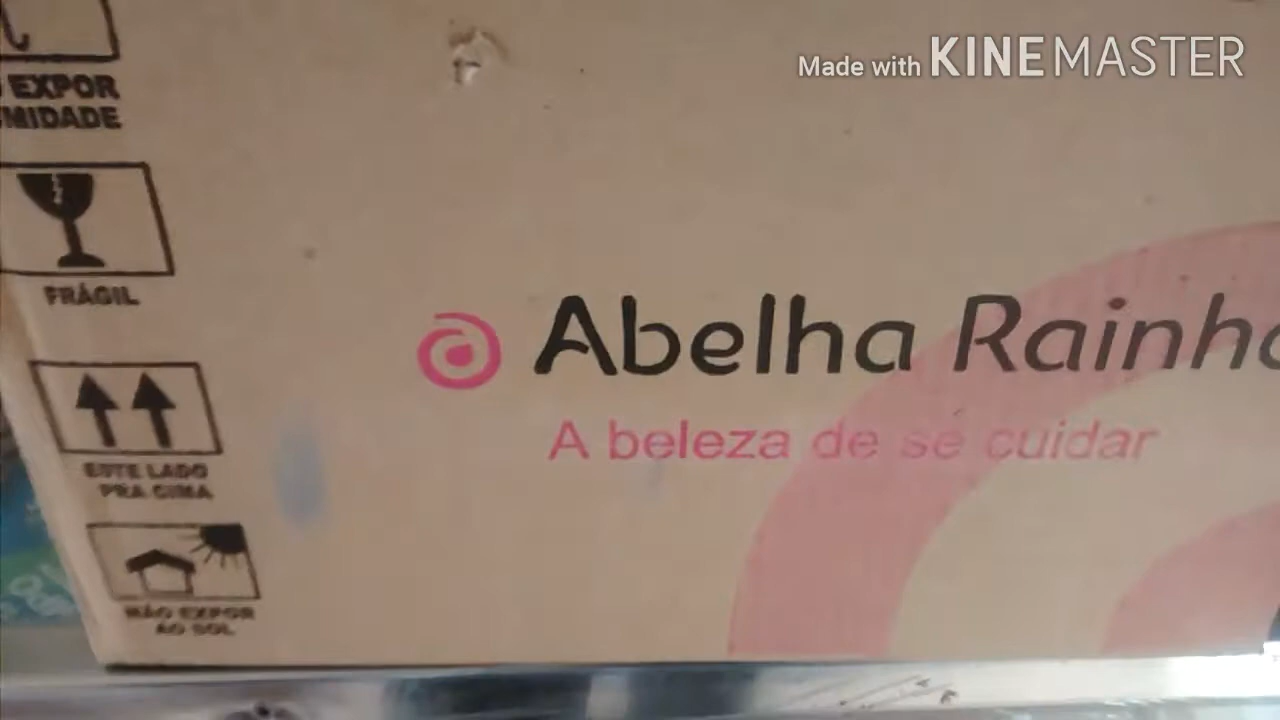 Made with KINEMASTER
EXPOR
MIDADE
FRÁGIL
Abelha Rainha
A beleza de se cuidar
ESTE LADO
PRA CIMA
NÃO EXPOR
AO SOL